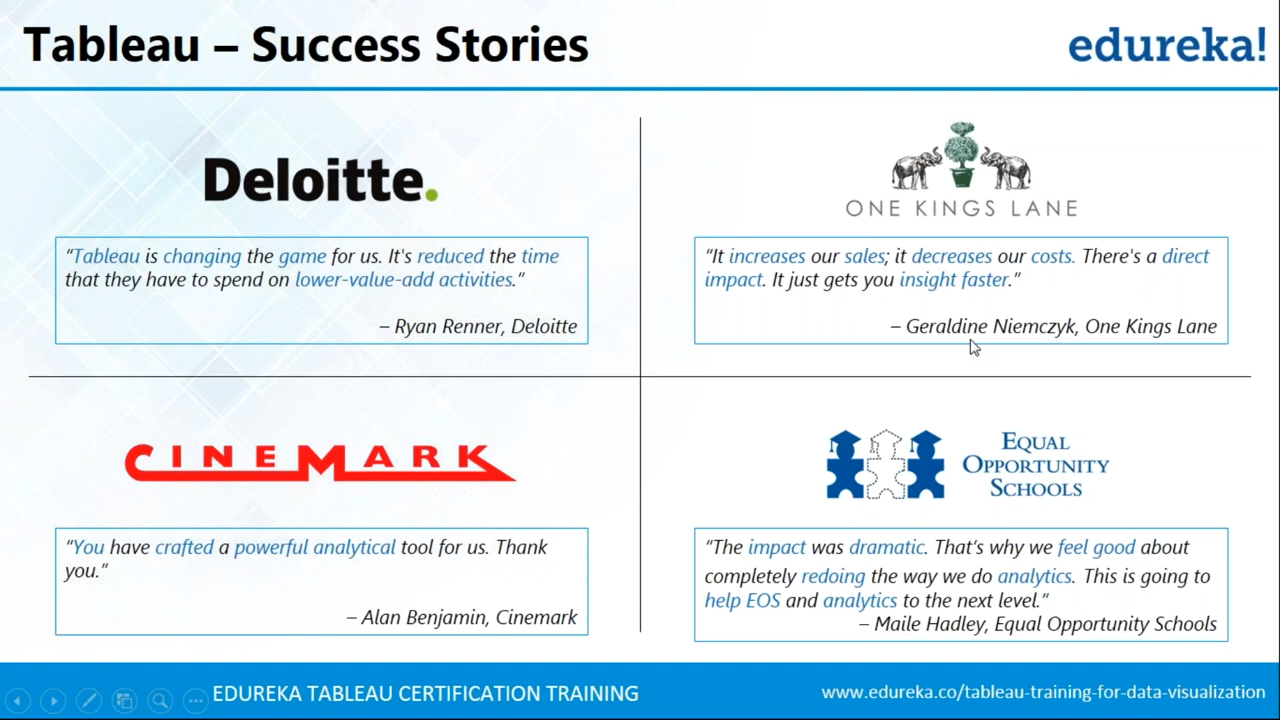 Tableau – Success Stories
edureka!
Deloitte.
"Tableau is changing the game for us. It's reduced the time
that they have to spend on lower-value-add activities."
– Ryan Renner, Deloitte
ONE KINGS LANE
"It increases our sales; it decreases our costs. There's a direct
impact. It just gets you insight faster."
– Geraldine Niemczyk, One Kings Lane
CINEMARK
"You have crafted a powerful analytical tool for us. Thank
you."
– Alan Benjamin, Cinemark
EQUAL
OPPORTUNITY
SCHOOLS
"The impact was dramatic. That's why we feel good about
completely redoing the way we do analytics. This is going to
help EOS and analytics to the next level."
– Maile Hadley, Equal Opportunity Schools
EDUREKA TABLEAU CERTIFICATION TRAINING
www.edureka.co/tableau-training-for-data-visualization